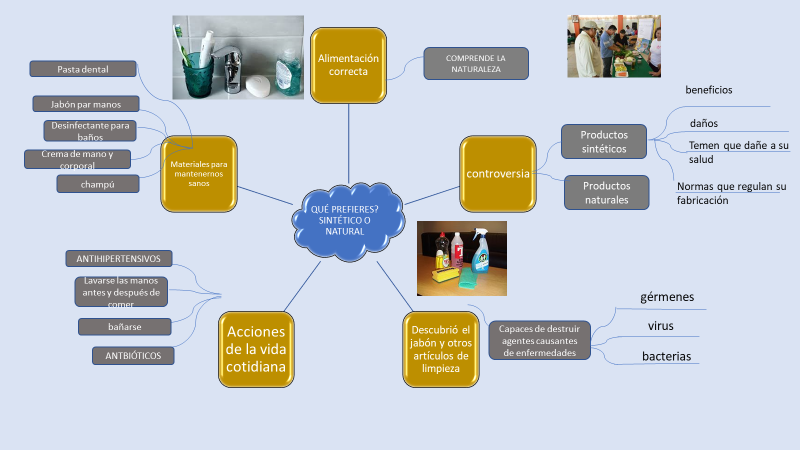 Alimentación
correcta
COMPRENDE LA
NATURALEZA
Pasta dental
Jabón par manos
Desinfectante para
baños
Crema de mano y
corporal
champú
Materiales para
mantenernos
sanos
QUÉ PREFIERES?
SINTÉTICO O
NATURAL
controversia
Productos
sintéticos
Productos
naturales
beneficios
daños
Temen que dañe a su
salud
Normas que regulan su
fabricación
ANTIHIPERTENSIVOS
Lavarse las manos
antes y después de
comer
bañarse
ANTBIÓTICOS
Acciones
de la vida
cotidiana
Descubrió el
jabón y otros
artículos de
limpieza
Capaces de destruir
agentes causantes
de enfermedades
gérmenes
virus
bacterias